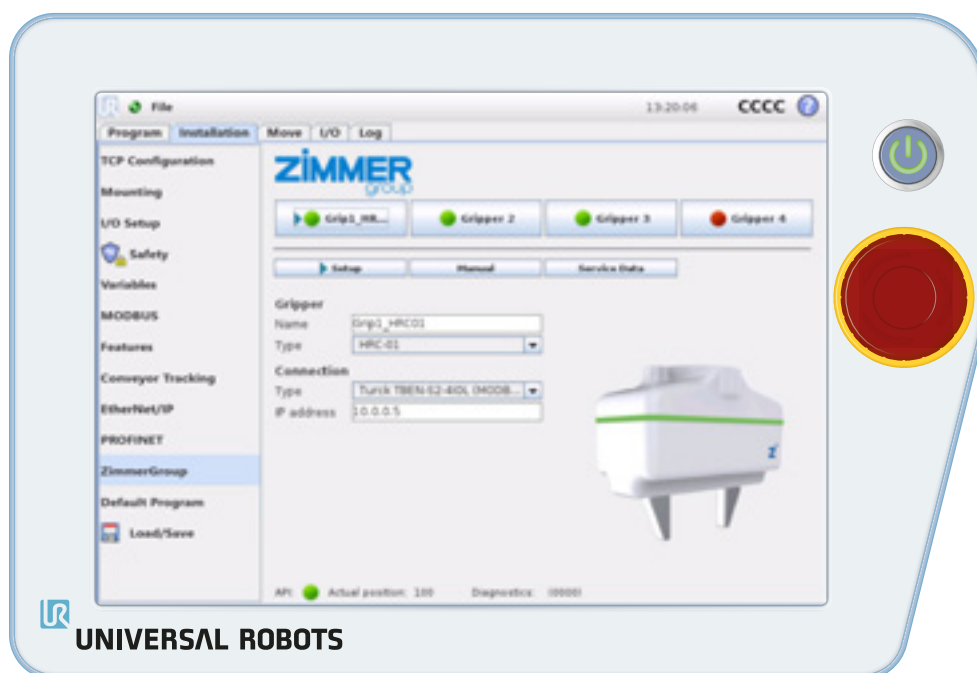 File 13:20:06 CCCC ?
Program Installation Move I/O Log
TCP Configuration
Mounting
I/O Setup
Safety
Variables
MODBUS
Features
Conveyor Tracking
EtherNet/IP
PROFINET
ZimmerGroup
Default Program
Load/Save
ZIMMER
group
Grip1_HR... Gripper 2 Gripper 3 Gripper 4
Setup Manual Service Data
Gripper
Name Grip1_HRC01
Type HRC-01
Connection
Type Turck TBEN-S2-4IOL (MODB...
IP address 10.0.0.5
Z
API: Actual position: 100 Diagnostics: (0000)
UR
UNIVERSAL ROBOTS